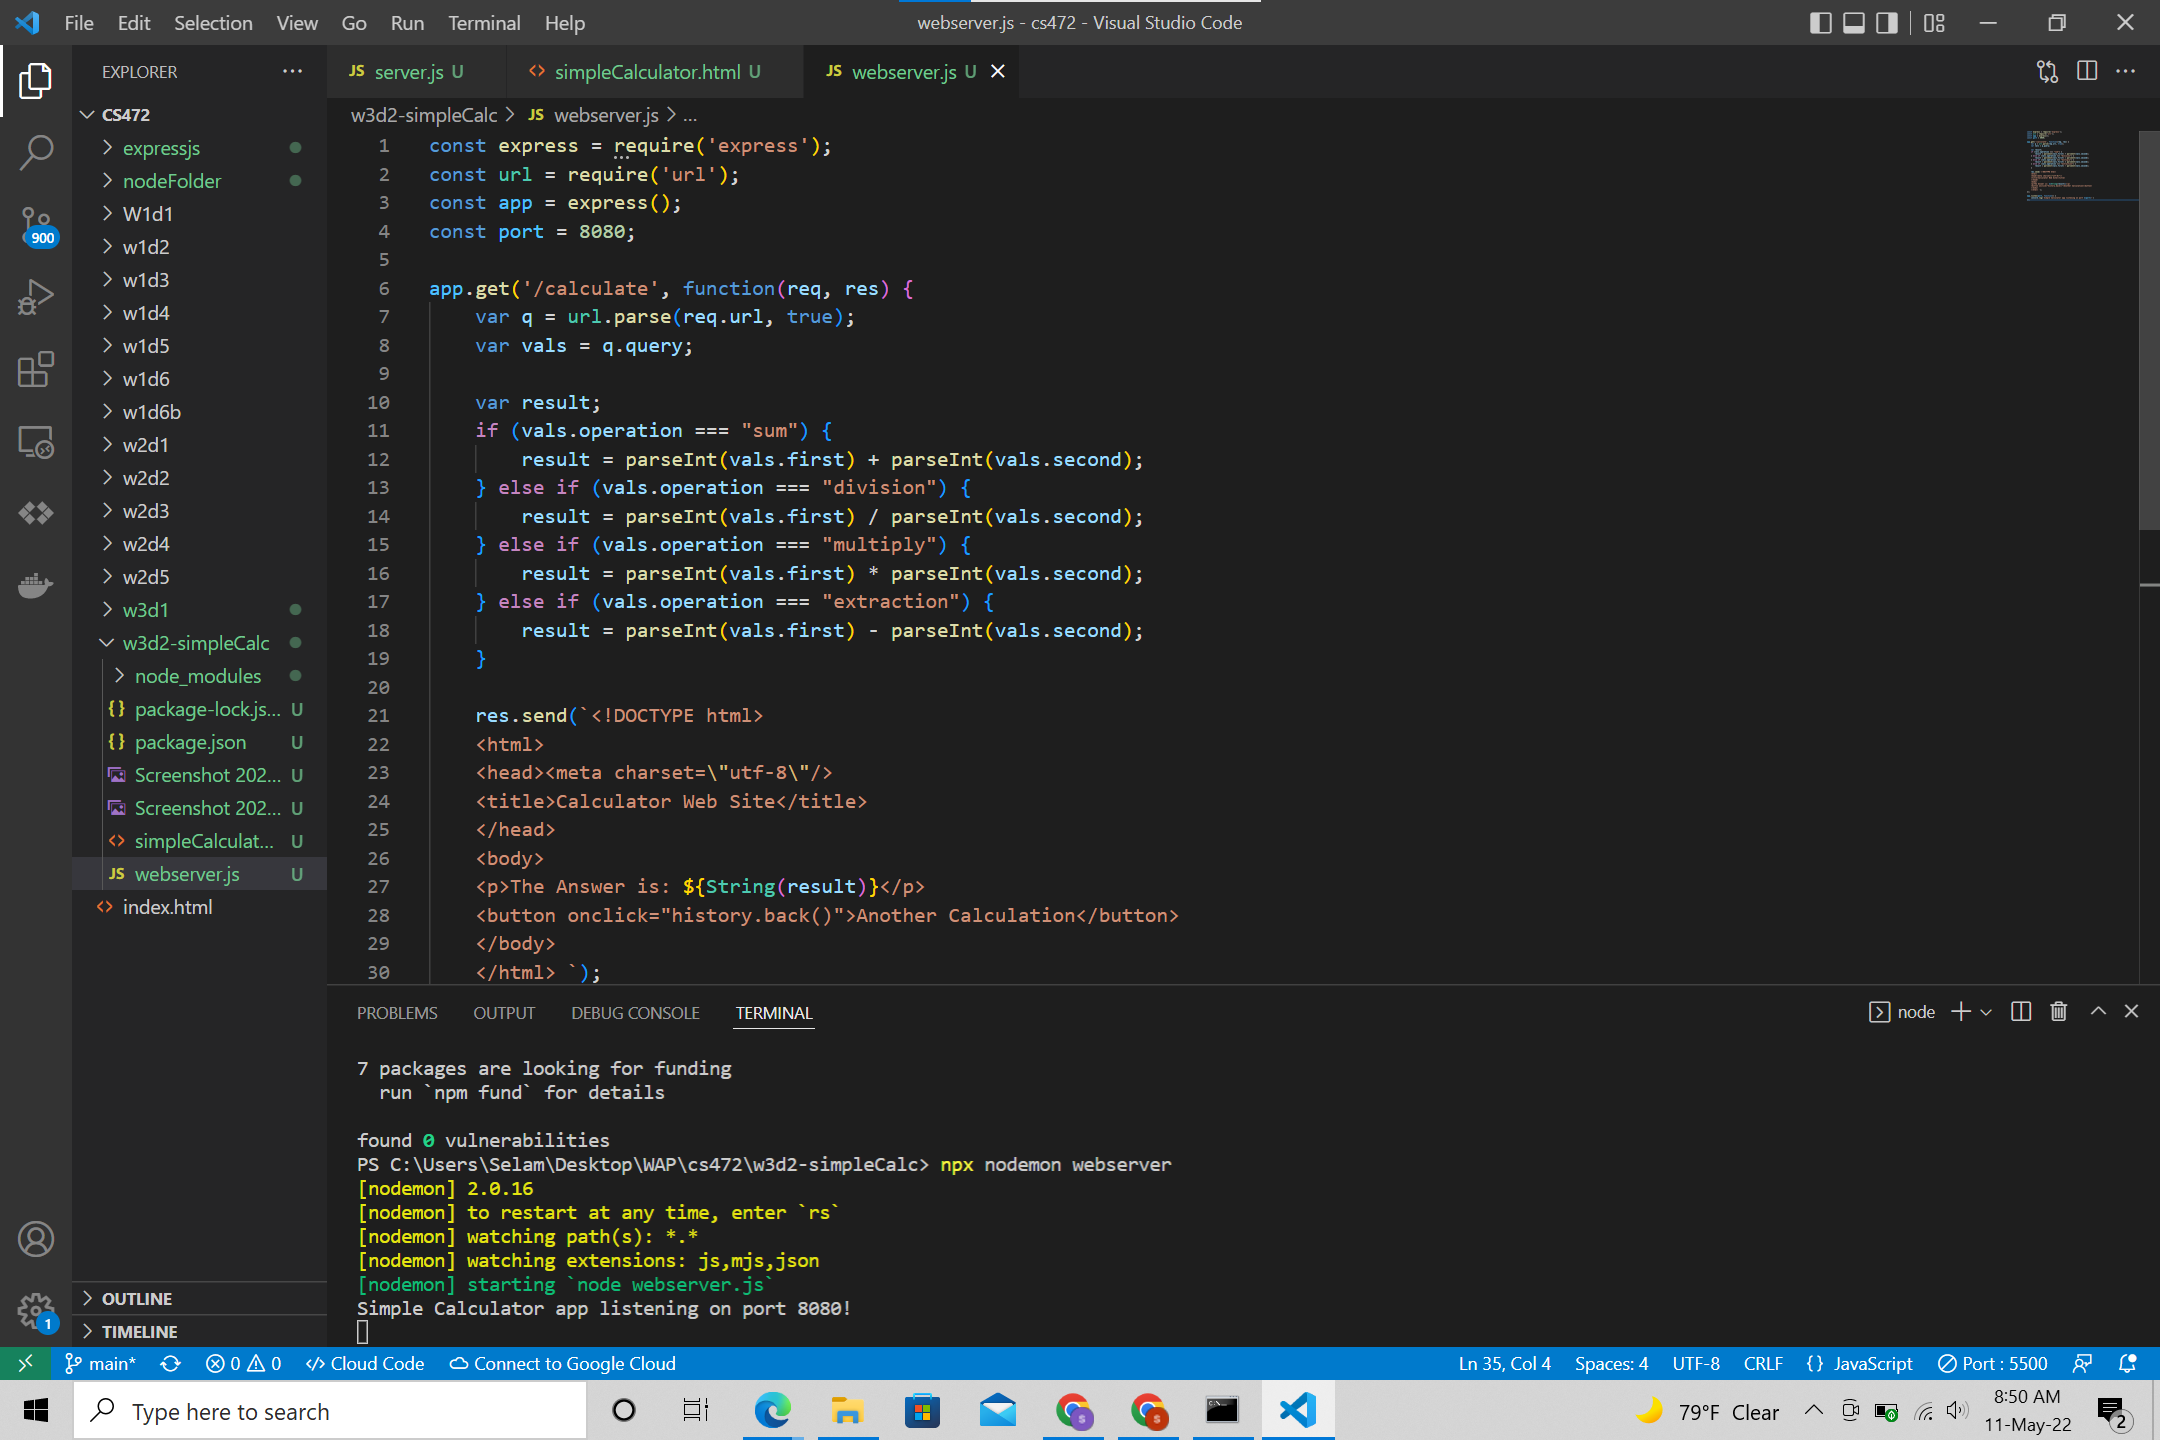 File Edit Selection View Go Run Terminal Help
webserver.js - cs472 - Visual Studio Code
EXPLORER
JS server.js U
<> simpleCalculator.html U
JS webserver.js U
CS472
expressjs
nodeFolder
W1d1
w1d2
w1d3
w1d4
w1d5
w1d6
w1d6b
w2d1
w2d2
w2d3
w2d4
w2d5
w3d1
w3d2-simpleCalc
node_modules
{} package-lock.js... U
{} package.json U
Screenshot 202... U
Screenshot 202... U
<> simpleCalculat... U
JS webserver.js U
<> index.html
OUTLINE
TIMELINE
900
1
w3d2-simpleCalc > JS webserver.js > ...
1 const express = require('express');
2 const url = require('url');
3 const app = express();
4 const port = 8080;
5
6 app.get('/calculate', function(req, res) {
7 var q = url.parse(req.url, true);
8 var vals = q.query;
9
10 var result;
11 if (vals.operation === "sum") {
12 result = parseInt(vals.first) + parseInt(vals.second);
13 } else if (vals.operation === "division") {
14 result = parseInt(vals.first) / parseInt(vals.second);
15 } else if (vals.operation === "multiply") {
16 result = parseInt(vals.first) * parseInt(vals.second);
17 } else if (vals.operation === "extraction") {
18 result = parseInt(vals.first) - parseInt(vals.second);
19 }
20
21 res.send(`<!DOCTYPE html>
22 <html>
23 <head><meta charset=\"utf-8\"/>
24 <title>Calculator Web Site</title>
25 </head>
26 <body>
27 <p>The Answer is: ${String(result)}</p>
28 <button onclick="history.back()">Another Calculation</button>
29 </body>
30 </html> `);
PROBLEMS OUTPUT DEBUG CONSOLE TERMINAL
node
7 packages are looking for funding
run `npm fund` for details
found 0 vulnerabilities
PS C:\Users\Selam\Desktop\WAP\cs472\w3d2-simpleCalc> npx nodemon webserver
[nodemon] 2.0.16
[nodemon] to restart at any time, enter `rs`
[nodemon] watching path(s): *.*
[nodemon] watching extensions: js,mjs,json
[nodemon] starting `node webserver.js`
Simple Calculator app listening on port 8080!
main* 0 0 </> Cloud Code Connect to Google Cloud
Ln 35, Col 4 Spaces: 4 UTF-8 CRLF {} JavaScript Port : 5500
Type here to search
79°F Clear
8:50 AM
11-May-22
2